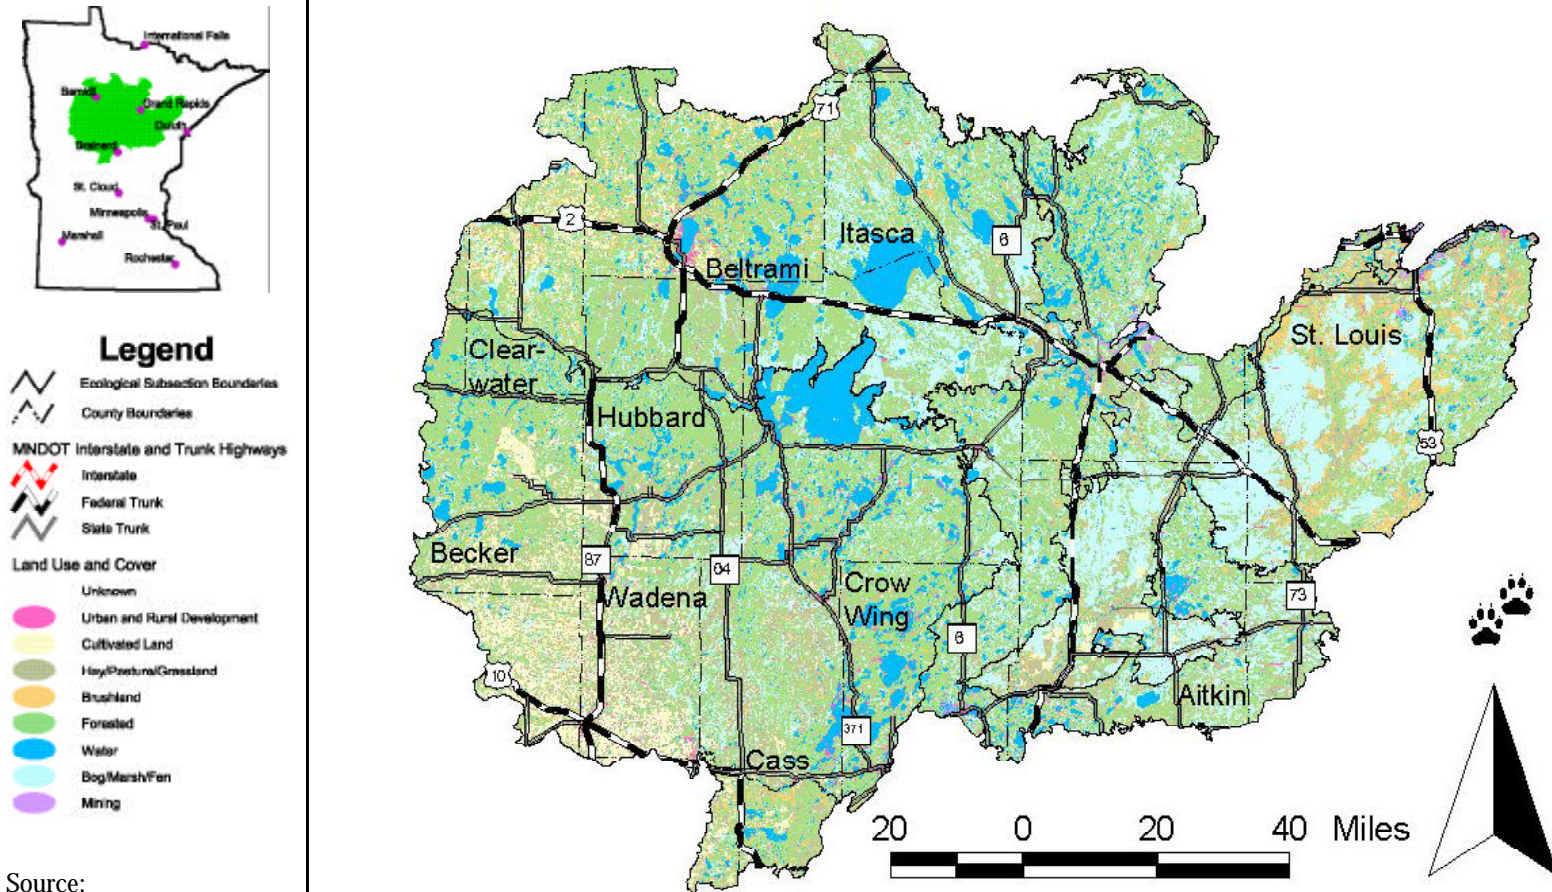 International Falls
Bemidji
Grand Rapids
Duluth
Brainerd
St. Cloud
Minneapolis
St. Paul
Marshall
Rochester
Legend
Ecological Subsection Boundaries
County Boundaries
MNDOT Interstate and Trunk Highways
Interstate
Federal Trunk
State Trunk
Land Use and Cover
Unknown
Urban and Rural Development
Cultivated Land
Hay/Pasture/Grassland
Brushland
Forested
Water
Bog/Marsh/Fen
Mining
Source:
71
2
Itasca
6
Beltrami
St. Louis
Clear-
water
Hubbard
53
Becker
87
64
Crow
Wing
Wadena
73
6
10
Aitkin
371
Cass
20 0 20 40 Miles